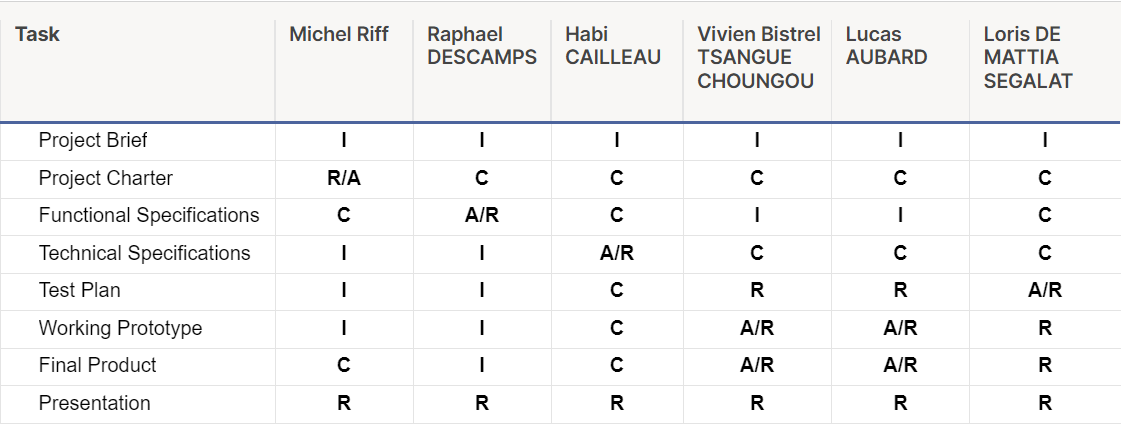 Task Michel Riff Raphael DESCAMPS Habi CAILLEAU Vivien Bistrel TSANGUE CHOUNGOU Lucas AUBARD Loris DE MATTIA SEGALAT
Project Brief I I I I I I
Project Charter R/A C C C C C
Functional Specifications C A/R C I I C
Technical Specifications I I A/R C C C
Test Plan I I C R R A/R
Working Prototype I I C A/R A/R R
Final Product C I C A/R A/R R
Presentation R R R R R R